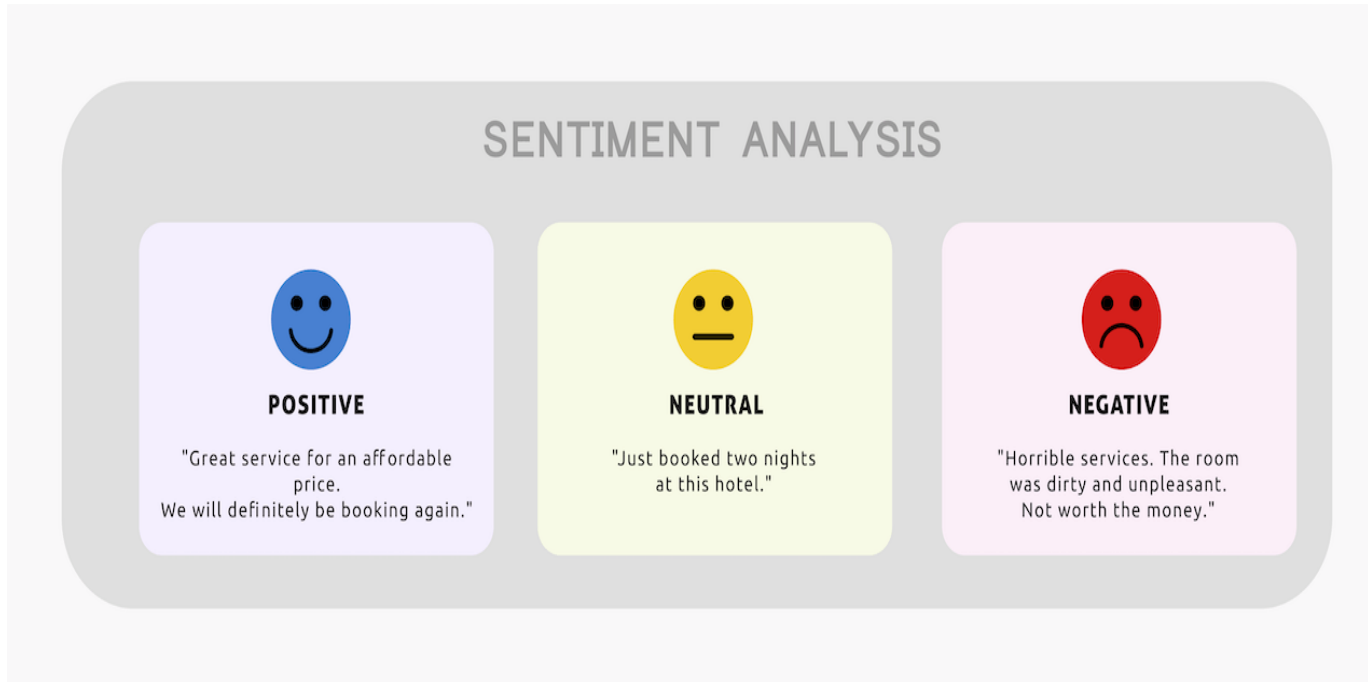 SENTIMENT ANALYSIS
POSITIVE
"Great service for an affordable
price.
We will definitely be booking again."
NEUTRAL
"Just booked two nights
at this hotel."
NEGATIVE
"Horrible services. The room
was dirty and unpleasant.
Not worth the money."